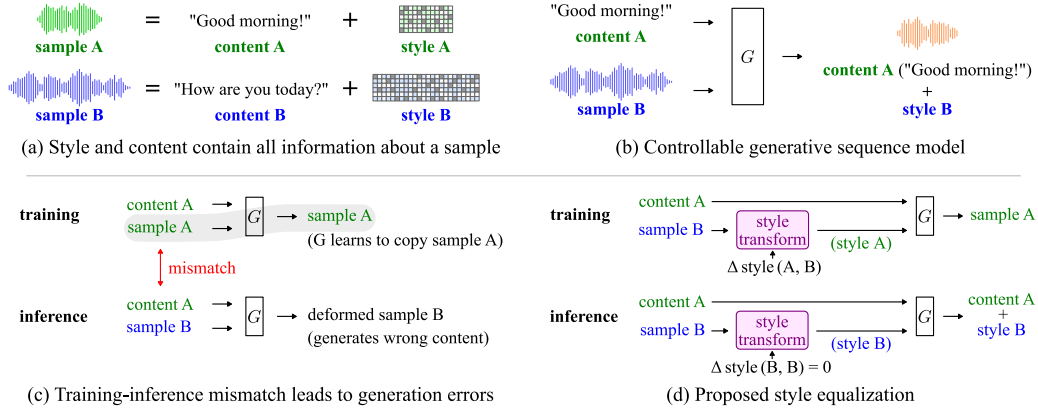 = "Good morning!" +
sample A content A style A
= "How are you today?" +
sample B content B style B
(a) Style and content contain all information about a sample
"Good morning!"
content A
G
sample B
content A ("Good morning!")
+
style B
(b) Controllable generative sequence model
training
content A
sample A
G
sample A
(G learns to copy sample A)
mismatch
inference
content A
sample B
G
deformed sample B
(generates wrong content)
(c) Training-inference mismatch leads to generation errors
training
content A
sample B
style
transform
(style A)
G
sample A
Δ style (A, B)
inference
content A
sample B
style
transform
(style B)
G
content A
+
style B
Δ style (B, B) = 0
(d) Proposed style equalization